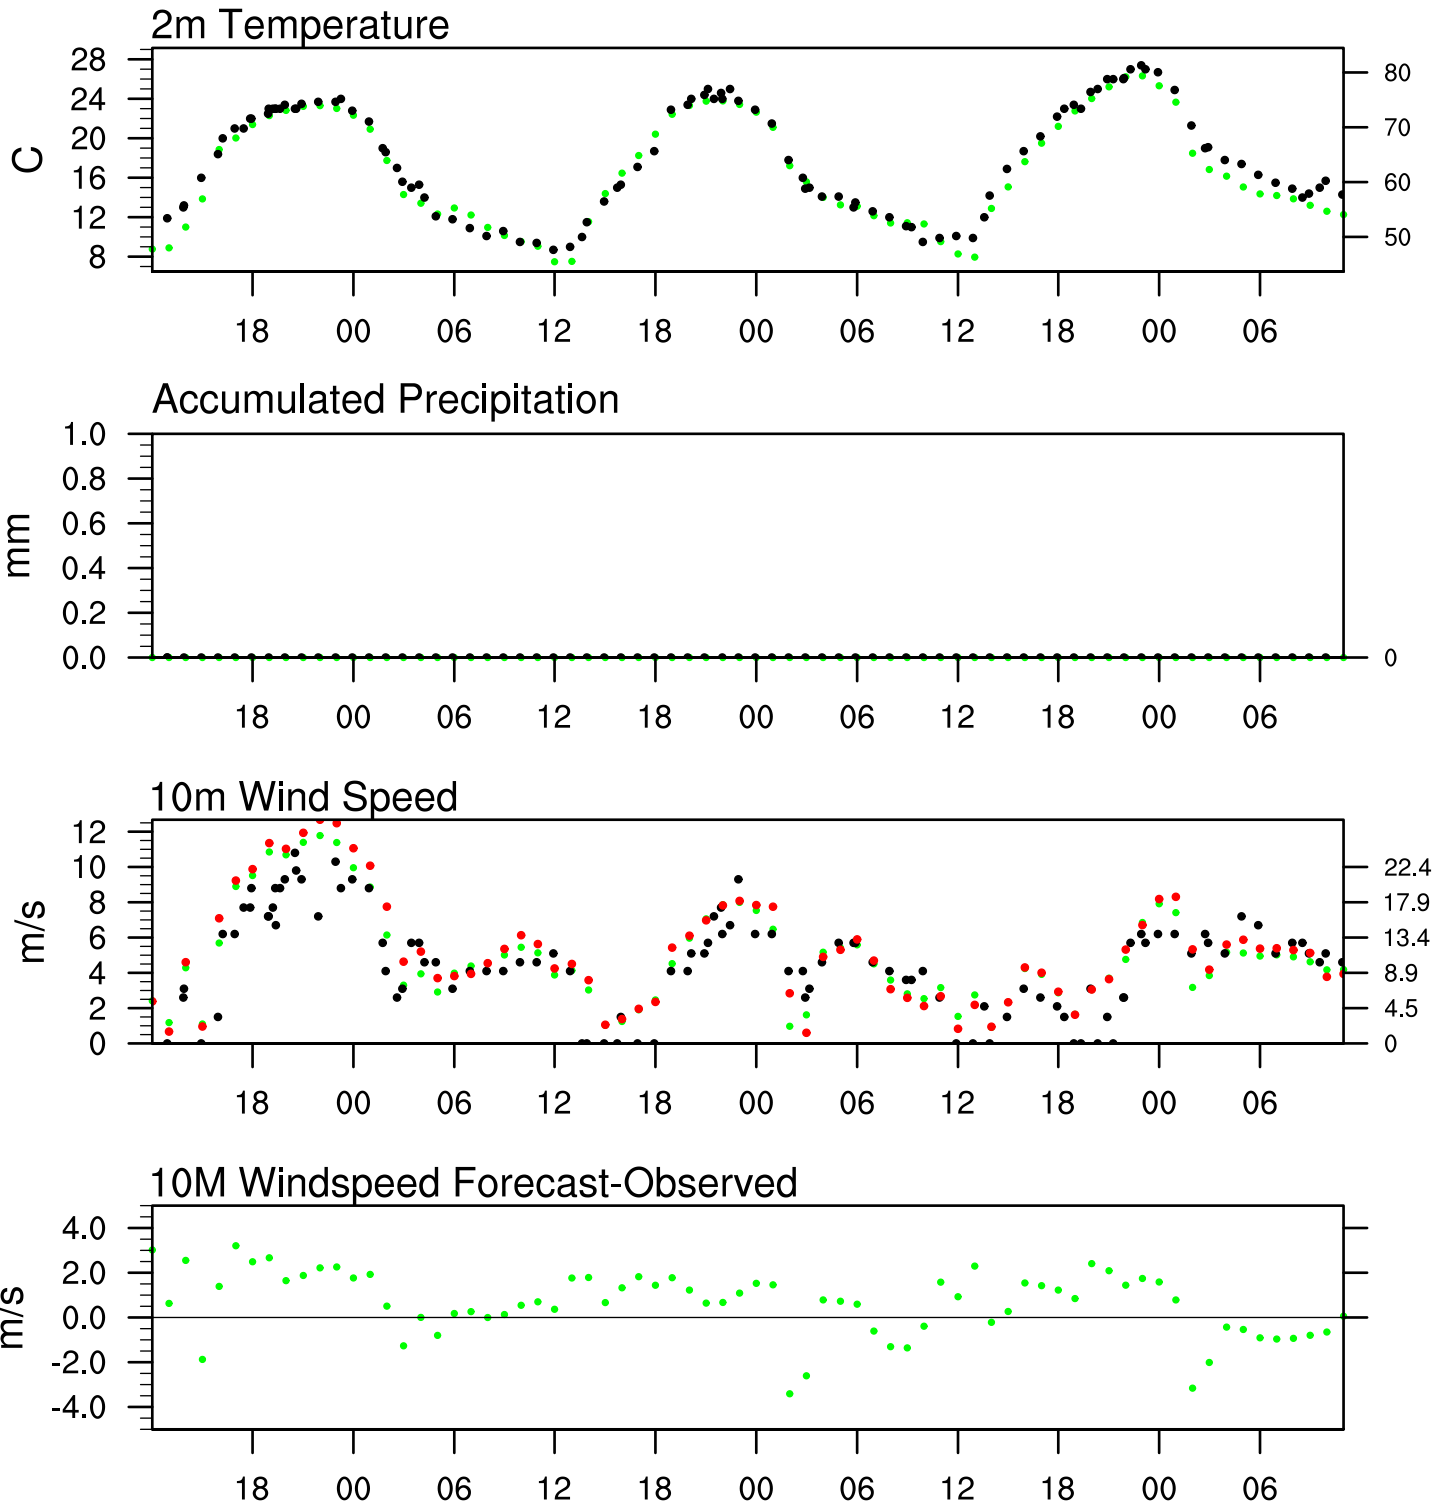 2m Temperature
28 80
24
20 70
C
16 60
12
8 50
18 00 06 12 18 00 06 12 18 00 06
Accumulated Precipitation
1.0
0.8
0.6
mm
0.4
0.2
0.0 0
18 00 06 12 18 00 06 12 18 00 06
10m Wind Speed
12
10 22.4
8 17.9
6 13.4
m/s
4 8.9
2 4.5
0 0
18 00 06 12 18 00 06 12 18 00 06
10M Windspeed Forecast-Observed
4.0
2.0
0.0
m/s
-2.0
-4.0
18 00 06 12 18 00 06 12 18 00 06